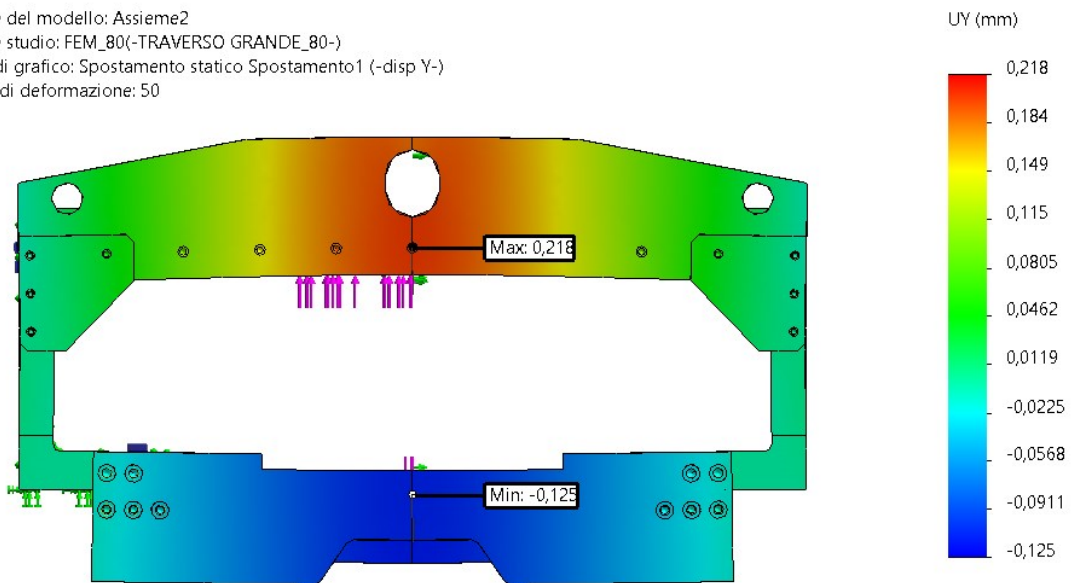 del modello: Assieme2
studio: FEM_80(-TRAVERSO GRANDE_80-)
di grafico: Spostamento statico Spostamento1 (-disp Y-)
di deformazione: 50
UY (mm)
0,218
0,184
0,149
0,115
0,0805
0,0462
0,0119
-0,0225
-0,0568
-0,0911
-0,125
Max: 0,218
Min: -0,125